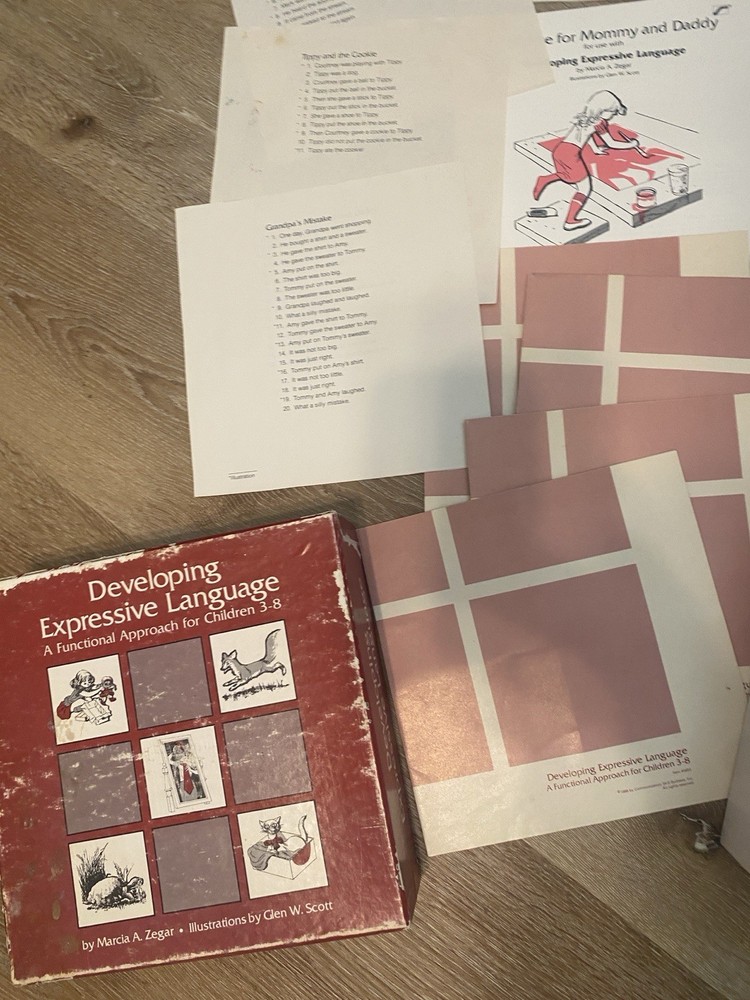 came from the stream.
Tippy and the Cookie
*1. Courtney was playing with Tippy.
2. Tippy was a dog.
3. Courtney gave a ball to Tippy.
4. Tippy put the ball in the bucket.
5. Then she gave a stick to Tippy.
6. Tippy put the stick in the bucket.
7. She gave a shoe to Tippy.
8. Tippy put the shoe in the bucket.
9. Then Courtney gave a cookie to Tippy.
10. Tippy did not put the cookie in the bucket.
*11. Tippy ate the cookie.
e for Mommy and Daddy
for use with
oping Expressive Language
by Marcia A. Zegar
Illustrations by Glen W. Scott
Grandpa's Mistake
*1. One day, Grandpa went shopping.
2. He bought a shirt and a sweater.
*3. He gave the shirt to Amy.
4. He gave the sweater to Tommy.
*5. Amy put on the shirt.
6. The shirt was too big.
7. Tommy put on the sweater.
8. The sweater was too little.
*9. Grandpa laughed and laughed.
10. What a silly mistake.
*11. Amy gave the shirt to Tommy.
12. Tommy gave the sweater to Amy.
*13. Amy put on Tommy's sweater.
14. It was not too big.
15. It was just right.
*16. Tommy put on Amy's shirt.
17. It was not too little.
18. It was just right.
*19. Tommy and Amy laughed.
20. What a silly mistake.
*Illustration
Developing
Expressive Language
A Functional Approach for Children 3-8
by Marcia A. Zegar • Illustrations by Glen W. Scott
Developing Expressive Language
A Functional Approach for Children 3-8
All rights reserved